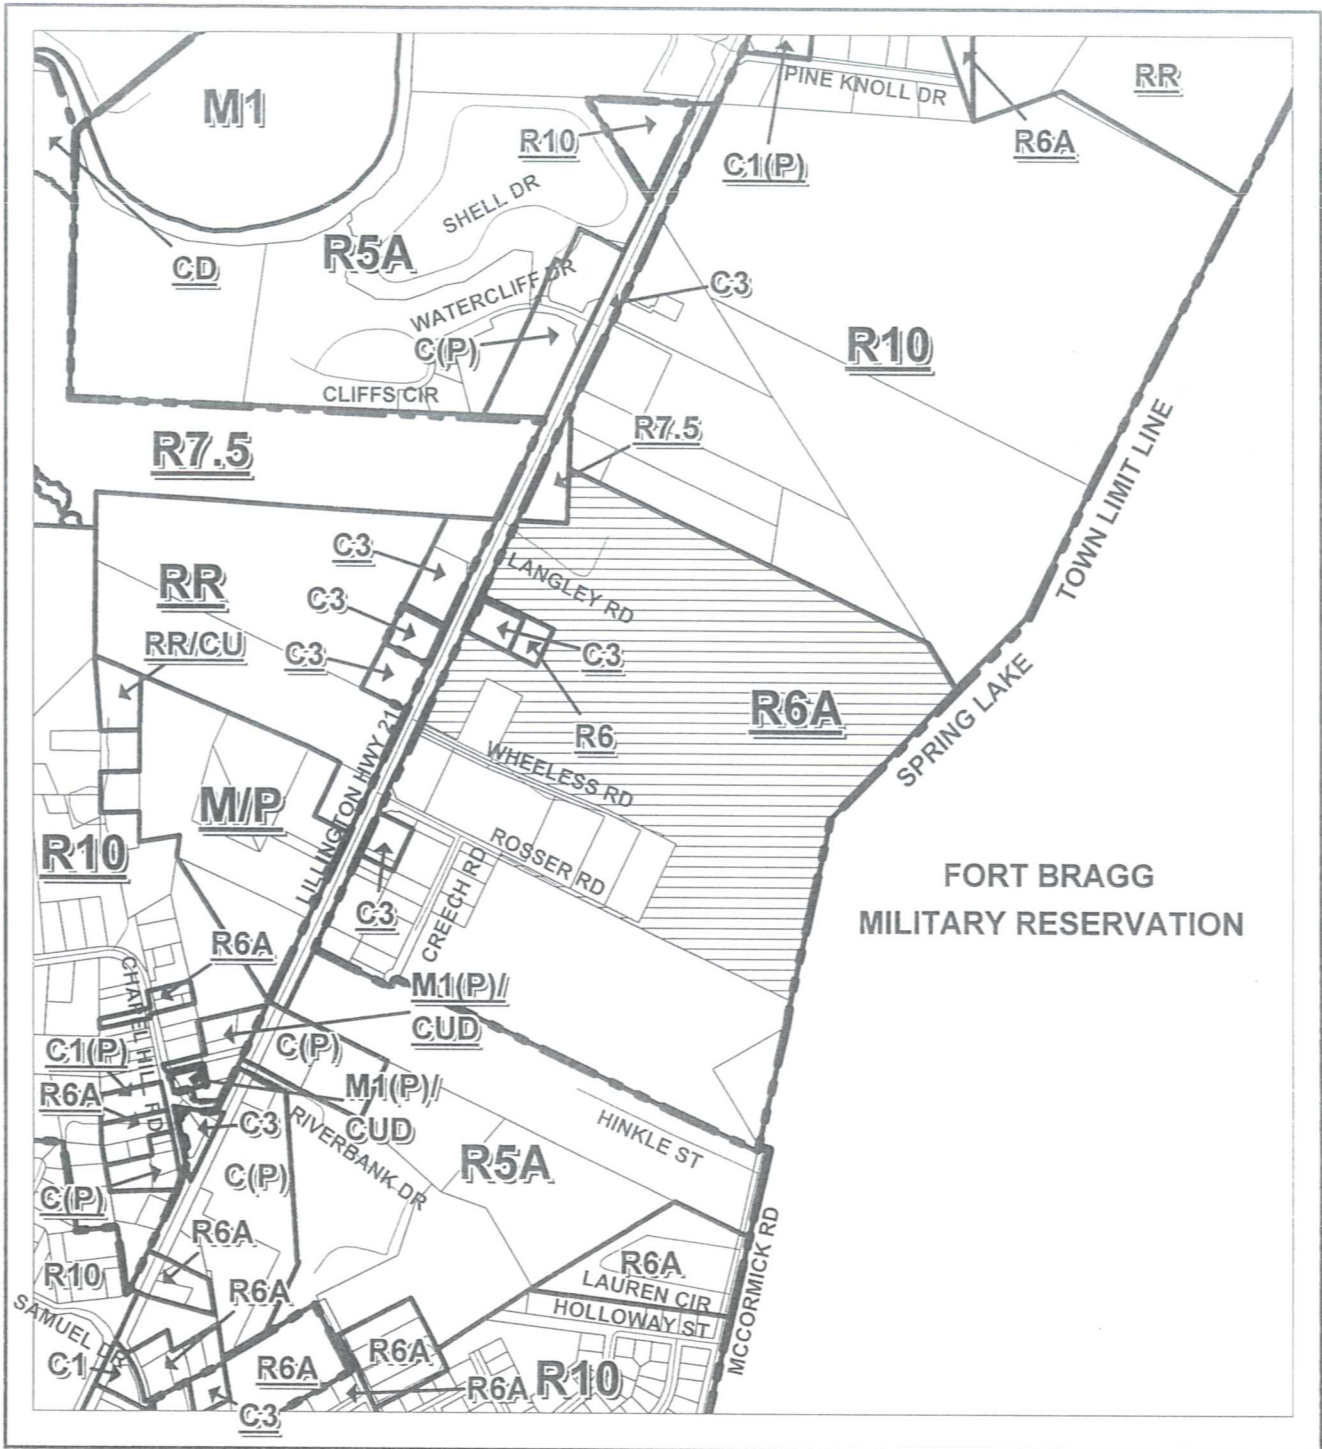 M1
PINE KNOLL DR
RR
R10
C1(P)
R6A
SHELL DR
R5A
CD
WATERCLIFF DR
C3
C(P)
R10
CLIFFS CIR
R7.5
R7.5
TOWN LIMIT LINE
C3
RR
LANGLEY RD
C3
RR/CU
C3
C3
R6A
R6
SPRING LAKE
WHEELESS RD
LILLINGTON HWY 21
M/P
R10
ROSSER RD
FORT BRAGG
MILITARY RESERVATION
C3
CREECH RD
R6A
CHAPEL HILL RD
M1(P)/
CUD
C1(P)
C(P)
R6A
M1(P)/
CUD
C3
RIVERBANK DR
HINKLE ST
R5A
C(P)
C(P)
R6A
R10
R6A
R6A
LAUREN CIR
HOLLOWAY ST
MCCORMICK RD
SAMUEL DR
C1
R6A
R6A
R6A
R10
C3